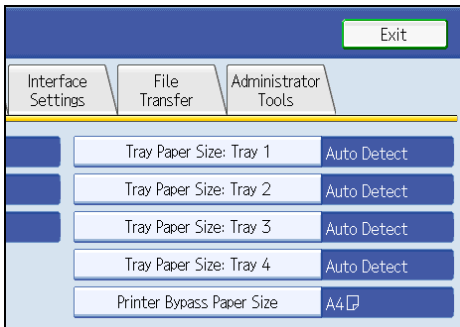 Exit
Interface Settings
File Transfer
Administrator Tools
Tray Paper Size: Tray 1 Auto Detect
Tray Paper Size: Tray 2 Auto Detect
Tray Paper Size: Tray 3 Auto Detect
Tray Paper Size: Tray 4 Auto Detect
Printer Bypass Paper Size A4